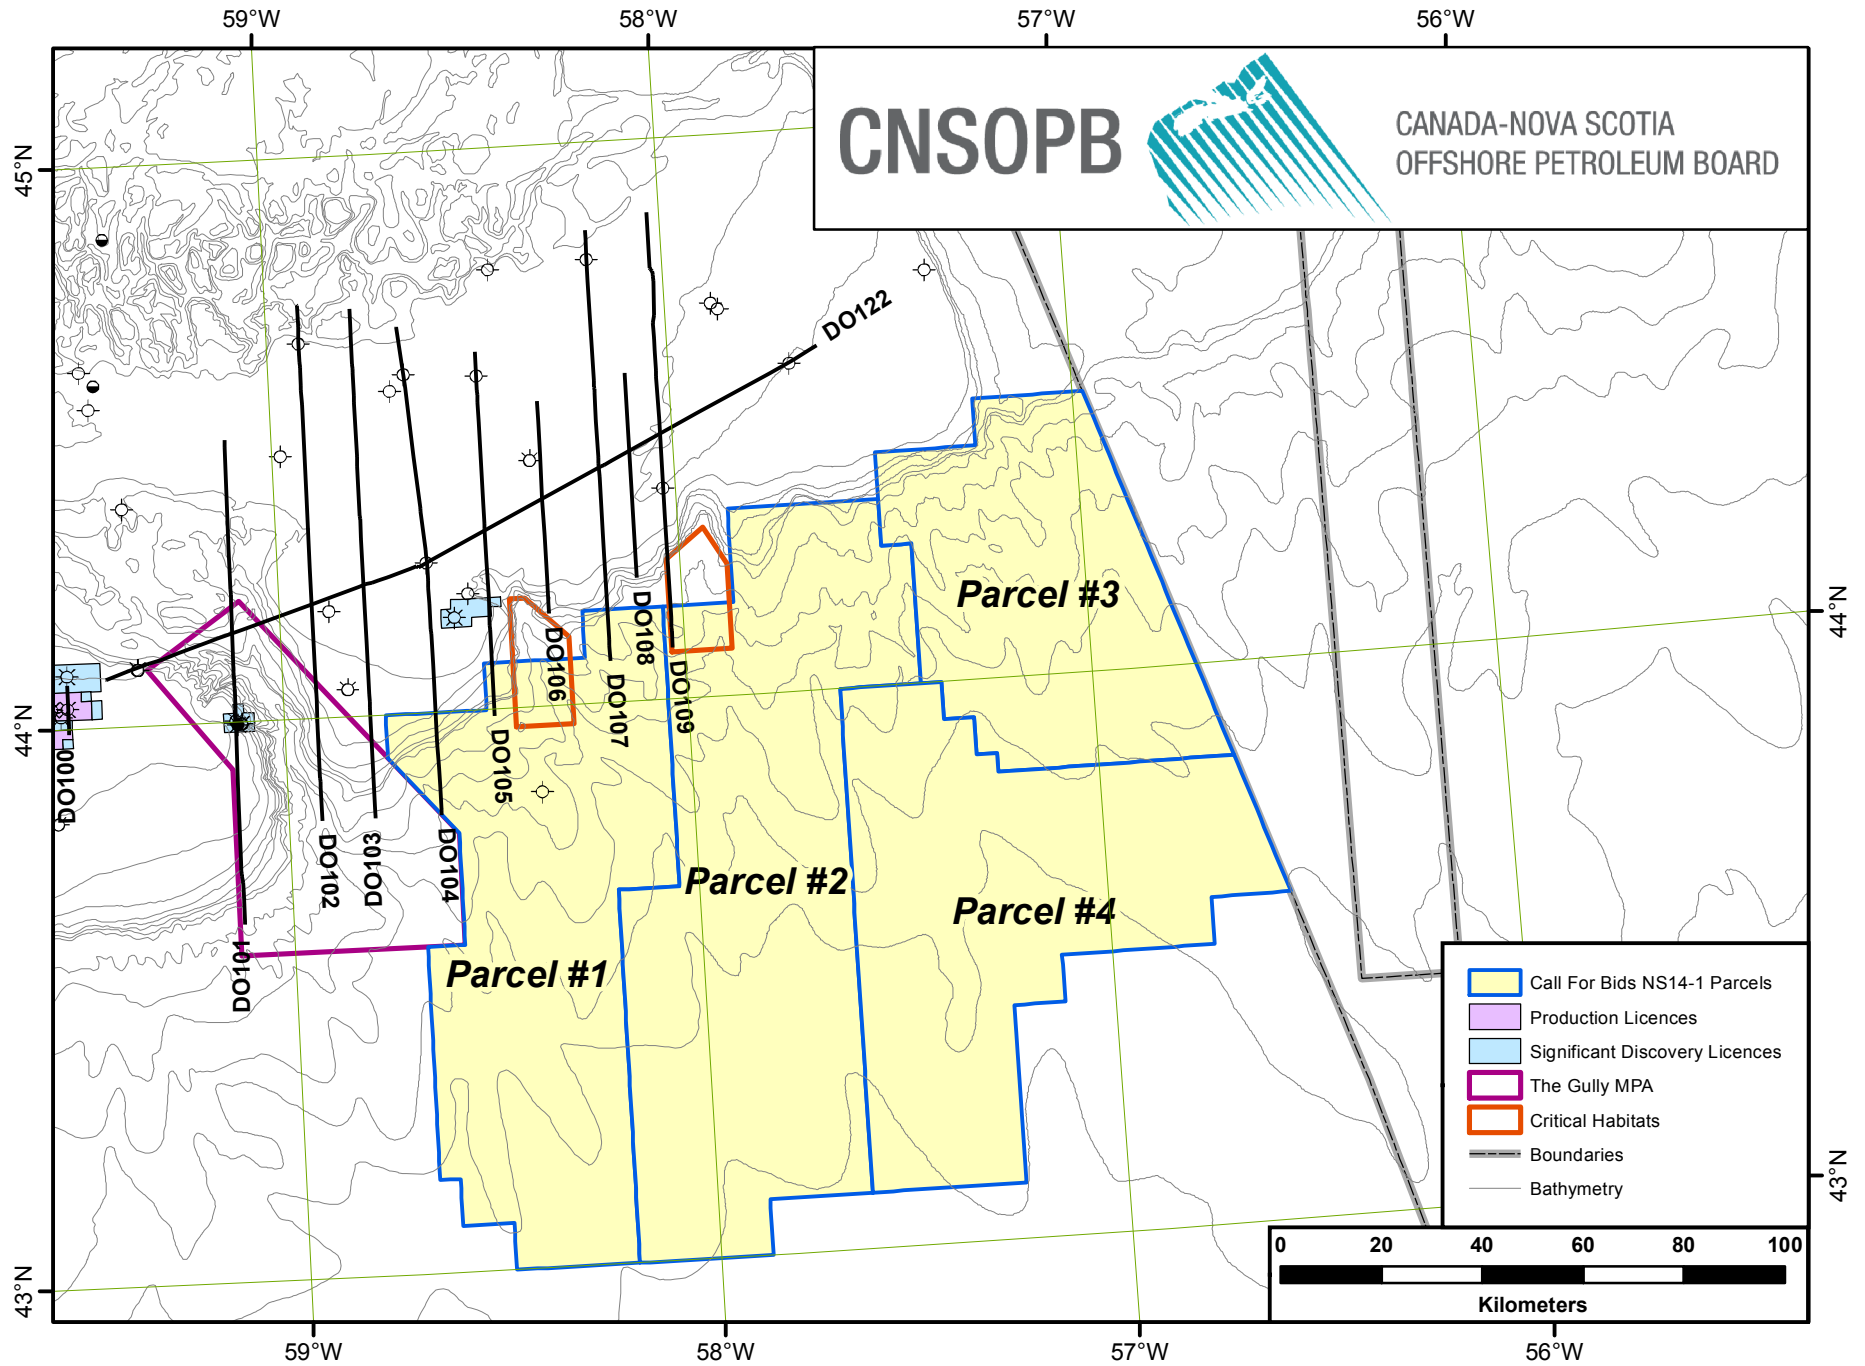 59°W
58°W
57°W
56°W
CNSOPB
CANADA-NOVA SCOTIA
OFFSHORE PETROLEUM BOARD
45°N
44°N
43°N
44°N
43°N
DO122
Parcel #3
DO108
DO106
DO109
DO107
DO105
DO100
DO104
DO103
DO102
DO101
Parcel #2
Parcel #4
Parcel #1
Call For Bids NS14-1 Parcels
Production Licences
Significant Discovery Licences
The Gully MPA
Critical Habitats
Boundaries
Bathymetry
0 20 40 60 80 100
Kilometers
59°W
58°W
57°W
56°W